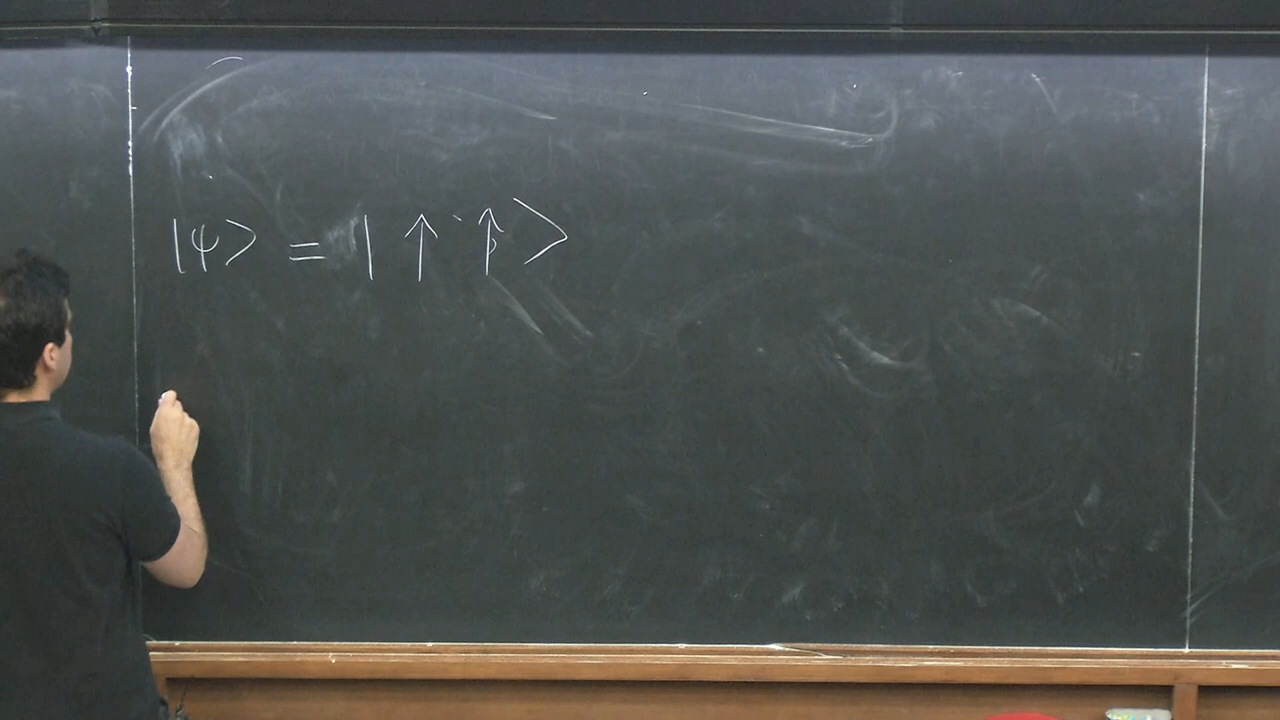 |ψ> = | ↑ ↑ >